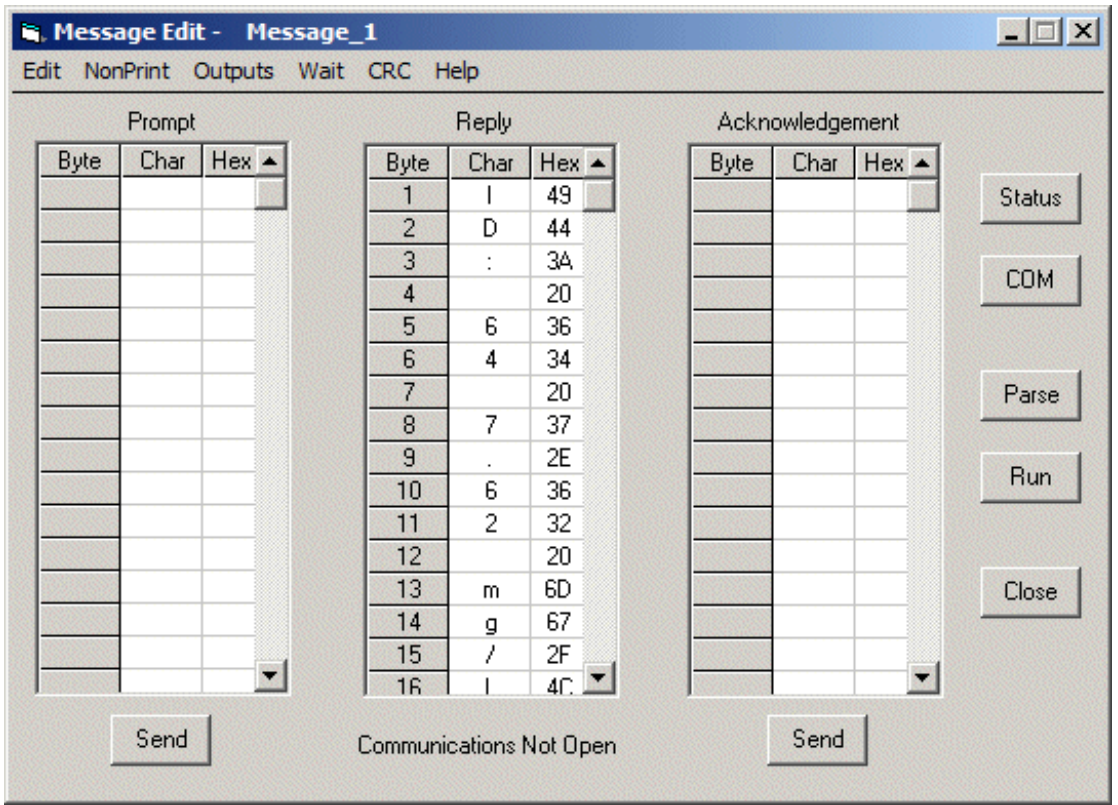 Message Edit - Message_1
Edit NonPrint Outputs Wait CRC Help
Prompt Reply Acknowledgement
Byte Char Hex Byte Char Hex Byte Char Hex
1 I 49
2 D 44
3 : 3A
4 20
5 6 36
6 4 34
7 20
8 7 37
9 . 2E
10 6 36
11 2 32
12 20
13 m 6D
14 g 67
15 / 2F
16 L 4C
Status
COM
Parse
Run
Close
Send Communications Not Open Send